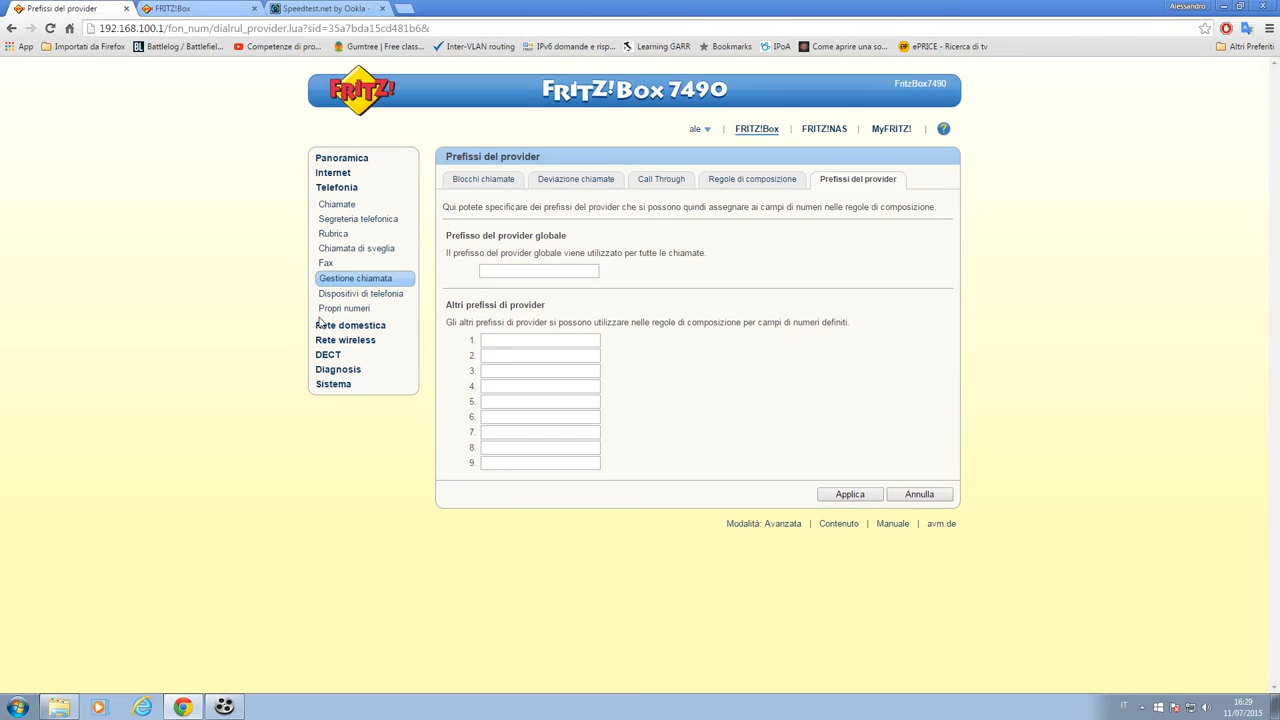 Prefissi del provider
FRITZ!Box
Speedtest.net by Ookla -
Alessandro
192.168.100.1/fon_num/dialrul_provider.lua?sid=35a7bda15cd481b6&
App
Importati da Firefox
Battlelog / Battlefiel...
Competenze di pro...
Gumtree | Free class...
Inter-VLAN routing
IPv6 domande e risp...
Learning GARR
Bookmarks
IPoA
Come aprire una so...
ePRICE - Ricerca di tv
Altri Preferiti
FRITZ!
FRITZ!Box 7490
FritzBox7490
ale | FRITZ!Box | FRITZ!NAS | MyFRITZ! | ?
Panoramica
Internet
Telefonia
Chiamate
Segreteria telefonica
Rubrica
Chiamata di sveglia
Fax
Gestione chiamata
Dispositivi di telefonia
Propri numeri
Rete domestica
Rete wireless
DECT
Diagnosis
Sistema
Prefissi del provider
Blocchi chiamate
Deviazione chiamate
Call Through
Regole di composizione
Prefissi del provider
Qui potete specificare dei prefissi del provider che si possono quindi assegnare ai campi di numeri nelle regole di composizione.
Prefisso del provider globale
Il prefisso del provider globale viene utilizzato per tutte le chiamate.
Altri prefissi di provider
Gli altri prefissi di provider si possono utilizzare nelle regole di composizione per campi di numeri definiti.
1.
2.
3.
4.
5.
6.
7.
8.
9.
Applica
Annulla
Modalità: Avanzata | Contenuto | Manuale | avm.de
IT
16:29
11/07/2015